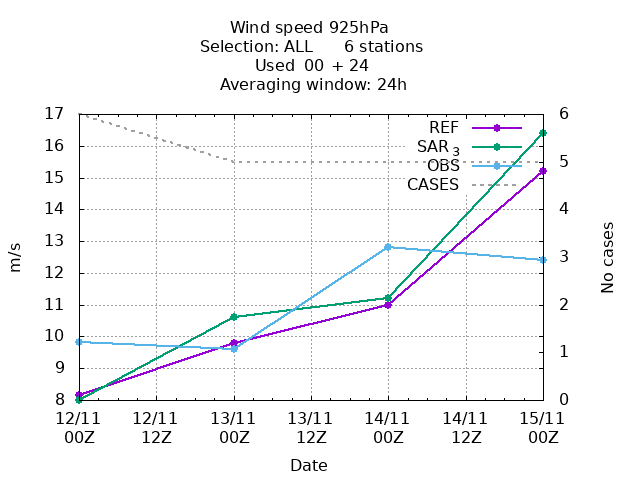 Wind speed 925hPa
Selection: ALL      6 stations
Used  00 + 24
Averaging window: 24h
17
16
15
14
13
12
11
10
9
8
m/s
REF
SAR 3
OBS
CASES
6
5
4
3
2
1
0
No cases
12/11 12/11 13/11 13/11 14/11 14/11 15/11
00Z 12Z 00Z 12Z 00Z 12Z 00Z
Date